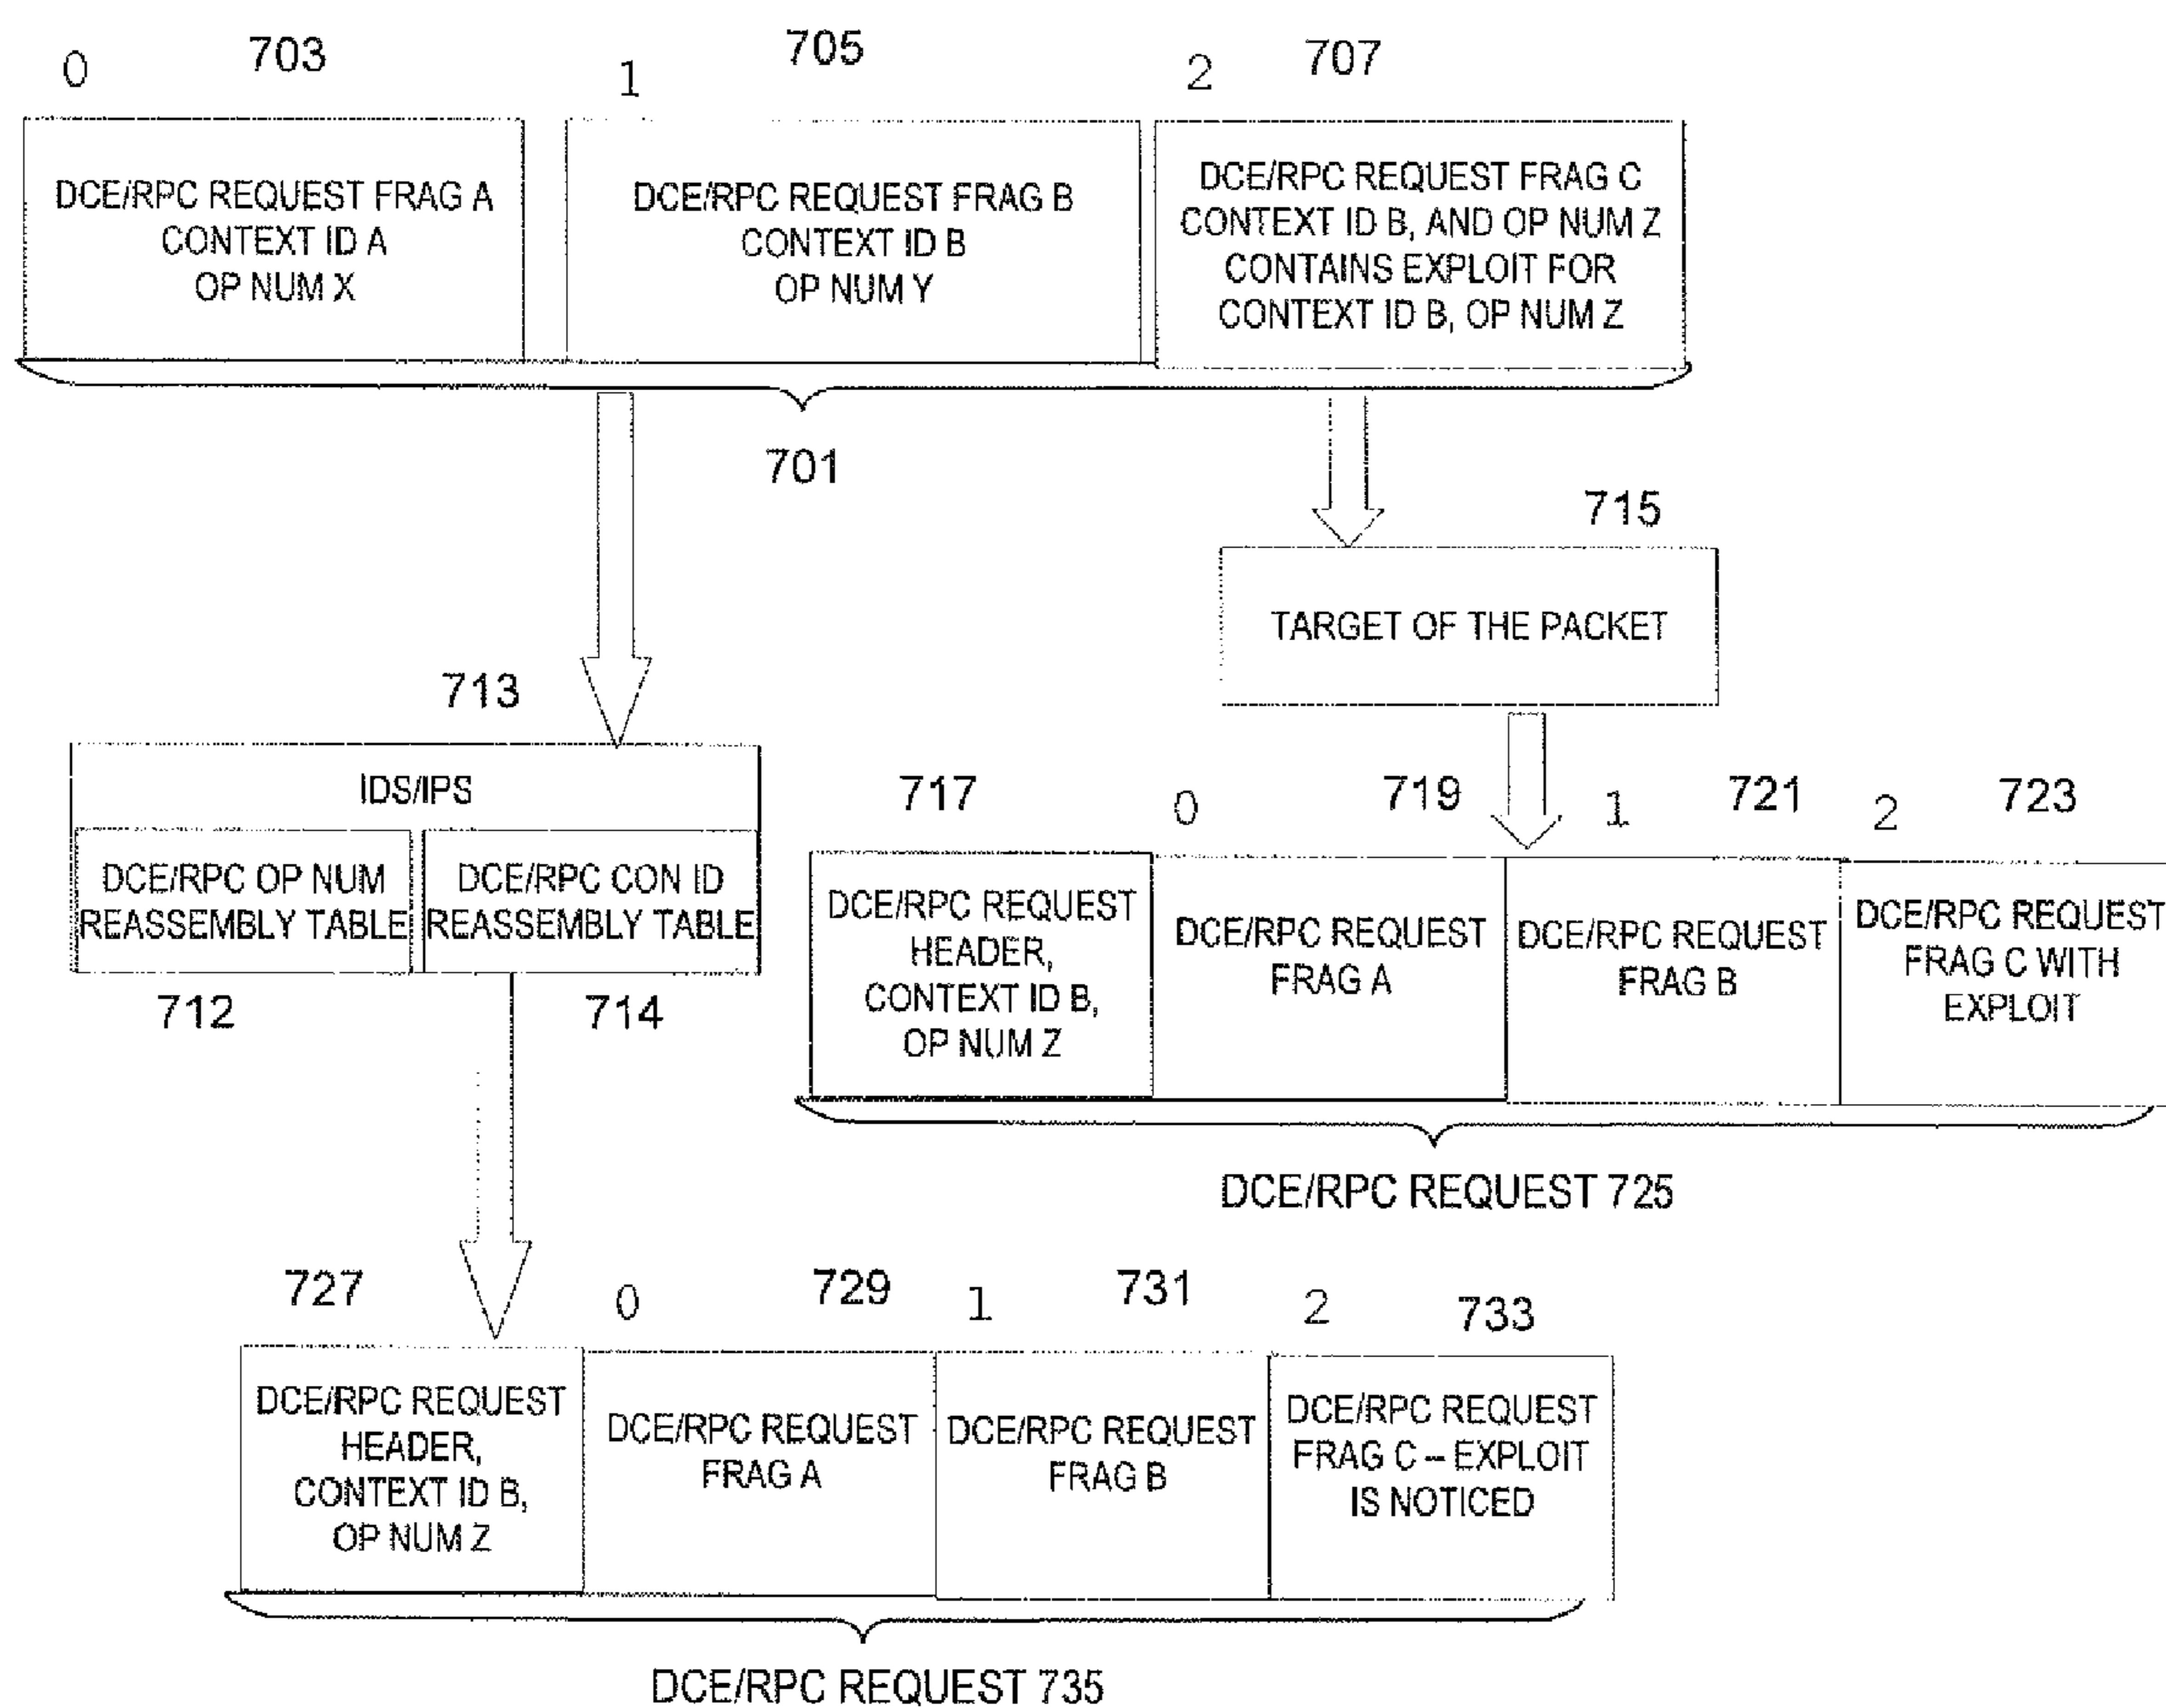 0 703 1 705 2 707
DCE/RPC REQUEST FRAG A
CONTEXT ID A
OP NUM X
DCE/RPC REQUEST FRAG B
CONTEXT ID B
OP NUM Y
DCE/RPC REQUEST FRAG C
CONTEXT ID B, AND OP NUM Z
CONTAINS EXPLOIT FOR
CONTEXT ID B, OP NUM Z
701
715
TARGET OF THE PACKET
713
IDS/IPS
DCE/RPC OP NUM
REASSEMBLY TABLE
DCE/RPC CON ID
REASSEMBLY TABLE
712 714
717 0 719 1 721 2 723
DCE/RPC REQUEST
HEADER,
CONTEXT ID B,
OP NUM Z
DCE/RPC REQUEST
FRAG A
DCE/RPC REQUEST
FRAG B
DCE/RPC REQUEST
FRAG C WITH
EXPLOIT
DCE/RPC REQUEST 725
727 0 729 1 731 2 733
DCE/RPC REQUEST
HEADER,
CONTEXT ID B,
OP NUM Z
DCE/RPC REQUEST
FRAG A
DCE/RPC REQUEST
FRAG B
DCE/RPC REQUEST
FRAG C -- EXPLOIT
IS NOTICED
DCE/RPC REQUEST 735